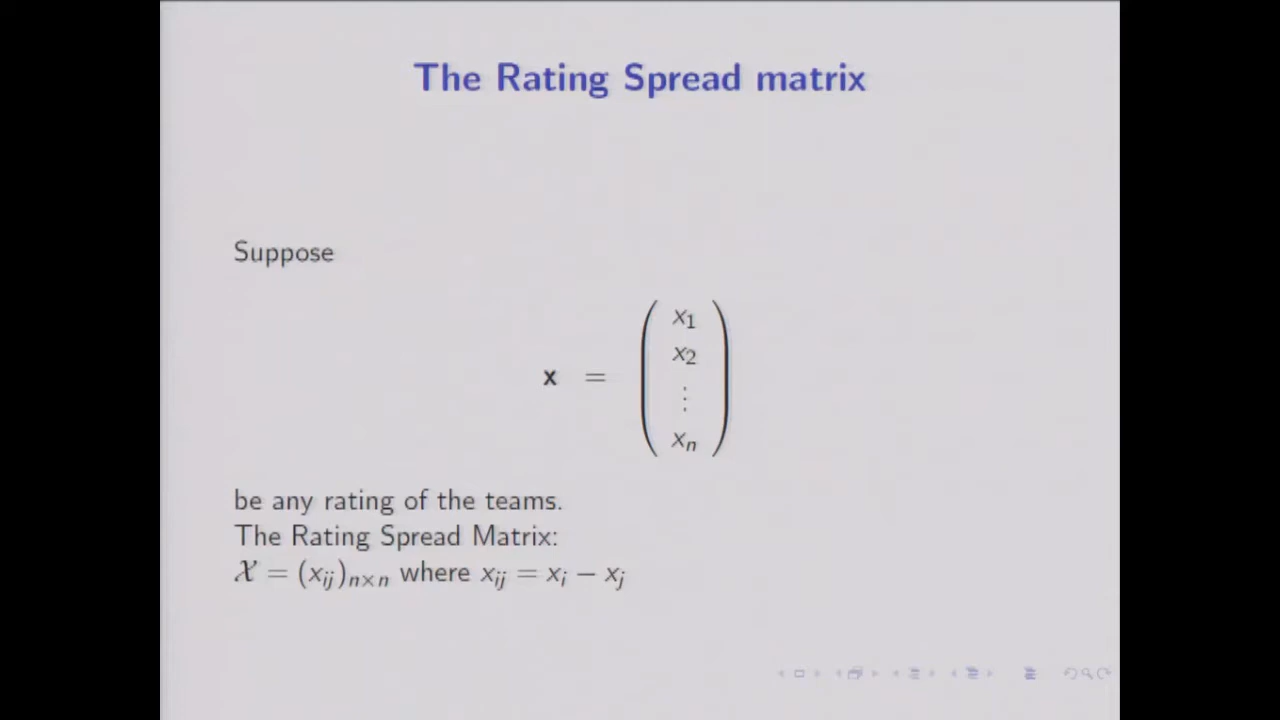 The Rating Spread matrix
Suppose
x = ( x₁
x₂
⋮
xₙ )
be any rating of the teams.
The Rating Spread Matrix:
𝒳 = (xᵢⱼ)ₙ×ₙ where xᵢⱼ = xᵢ − xⱼ